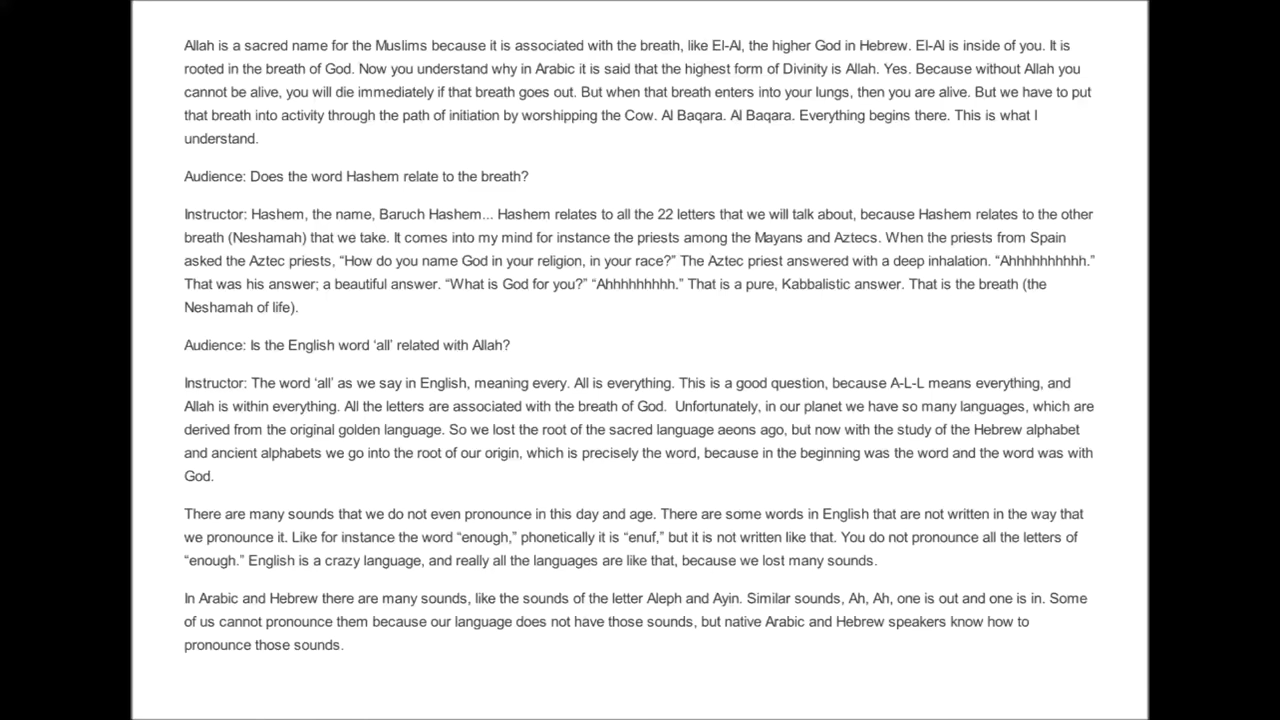 Allah is a sacred name for the Muslims because it is associated with the breath, like El-Al, the higher God in Hebrew. El-Al is inside of you. It is
rooted in the breath of God. Now you understand why in Arabic it is said that the highest form of Divinity is Allah. Yes. Because without Allah you
cannot be alive, you will die immediately if that breath goes out. But when that breath enters into your lungs, then you are alive. But we have to put
that breath into activity through the path of initiation by worshipping the Cow. Al Baqara. Al Baqara. Everything begins there. This is what I
understand.
Audience: Does the word Hashem relate to the breath?
Instructor: Hashem, the name, Baruch Hashem... Hashem relates to all the 22 letters that we will talk about, because Hashem relates to the other
breath (Neshamah) that we take. It comes into my mind for instance the priests among the Mayans and Aztecs. When the priests from Spain
asked the Aztec priests, “How do you name God in your religion, in your race?” The Aztec priest answered with a deep inhalation. “Ahhhhhhhhhh.”
That was his answer; a beautiful answer. “What is God for you?” “Ahhhhhhhhh.” That is a pure, Kabbalistic answer. That is the breath (the
Neshamah of life).
Audience: Is the English word ‘all’ related with Allah?
Instructor: The word ‘all’ as we say in English, meaning every. All is everything. This is a good question, because A-L-L means everything, and
Allah is within everything. All the letters are associated with the breath of God.  Unfortunately, in our planet we have so many languages, which are
derived from the original golden language. So we lost the root of the sacred language aeons ago, but now with the study of the Hebrew alphabet
and ancient alphabets we go into the root of our origin, which is precisely the word, because in the beginning was the word and the word was with
God.
There are many sounds that we do not even pronounce in this day and age. There are some words in English that are not written in the way that
we pronounce it. Like for instance the word “enough,” phonetically it is “enuf,” but it is not written like that. You do not pronounce all the letters of
“enough.” English is a crazy language, and really all the languages are like that, because we lost many sounds.
In Arabic and Hebrew there are many sounds, like the sounds of the letter Aleph and Ayin. Similar sounds, Ah, Ah, one is out and one is in. Some
of us cannot pronounce them because our language does not have those sounds, but native Arabic and Hebrew speakers know how to
pronounce those sounds.